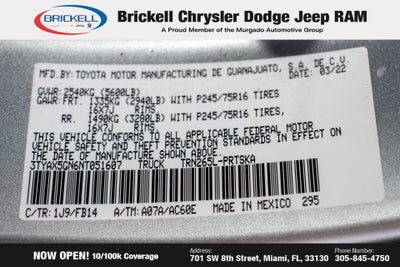 BRICKELL
Brickell Chrysler Dodge Jeep RAM
A Proud Member of the Murgado Automotive Group
MFD.BY: TOYOTA MOTOR MANUFACTURING DE GUANAJUATO, S.A. DE C.V.
GVWR: 2540KG (5600LB) 03/22
GAWR: FRT. 1335KG (2940LB) WITH P245/75R16 TIRES
16X7J RIMS
RR. 1490KG (3280LB) WITH P245/75R16 TIRES
16X7J RIMS
THIS VEHICLE CONFORMS TO ALL APPLICABLE FEDERAL MOTOR
VEHICLE SAFETY AND THEFT PREVENTION STANDARDS IN EFFECT ON
THE DATE OF MANUFACTURE SHOWN ABOVE.
3TYAX5GN6NT051607 TRUCK TRN265L-PRTSKA
C/TR: 1J9/FB14 A/TM: A07A/AC60E MADE IN MEXICO 295
NOW OPEN! 10/100k Coverage
Address:
701 SW 8th Street, Miami, FL, 33130
Phone:
305-845-4750